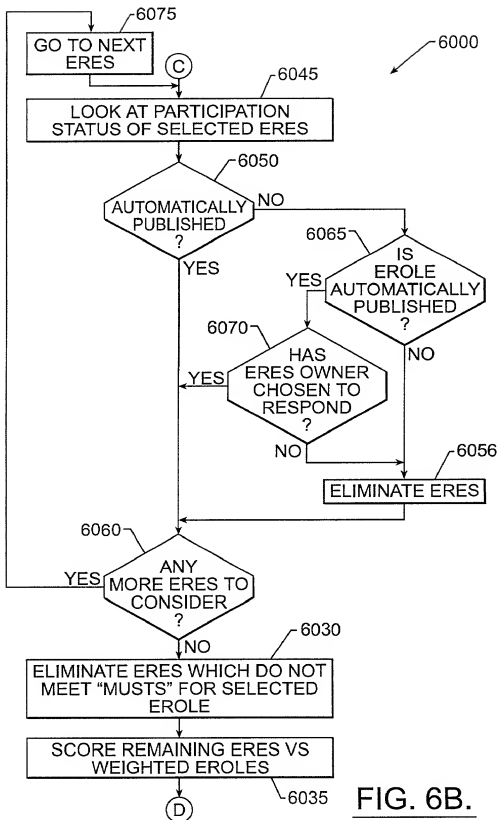 6075
GO TO NEXT
ERES
C
6000
6045
LOOK AT PARTICIPATION
STATUS OF SELECTED ERES
6050
AUTOMATICALLY
PUBLISHED
?
NO
YES
6065
IS
EROLE
AUTOMATICALLY
PUBLISHED
?
YES
NO
6070
HAS
ERES OWNER
CHOSEN TO
RESPOND
?
YES
NO
6056
ELIMINATE ERES
6060
ANY
MORE ERES TO
CONSIDER
?
YES
NO
6030
ELIMINATE ERES WHICH DO NOT
MEET “MUSTS” FOR SELECTED
EROLE
SCORE REMAINING ERES VS
WEIGHTED EROLES
6035
D
FIG. 6B.